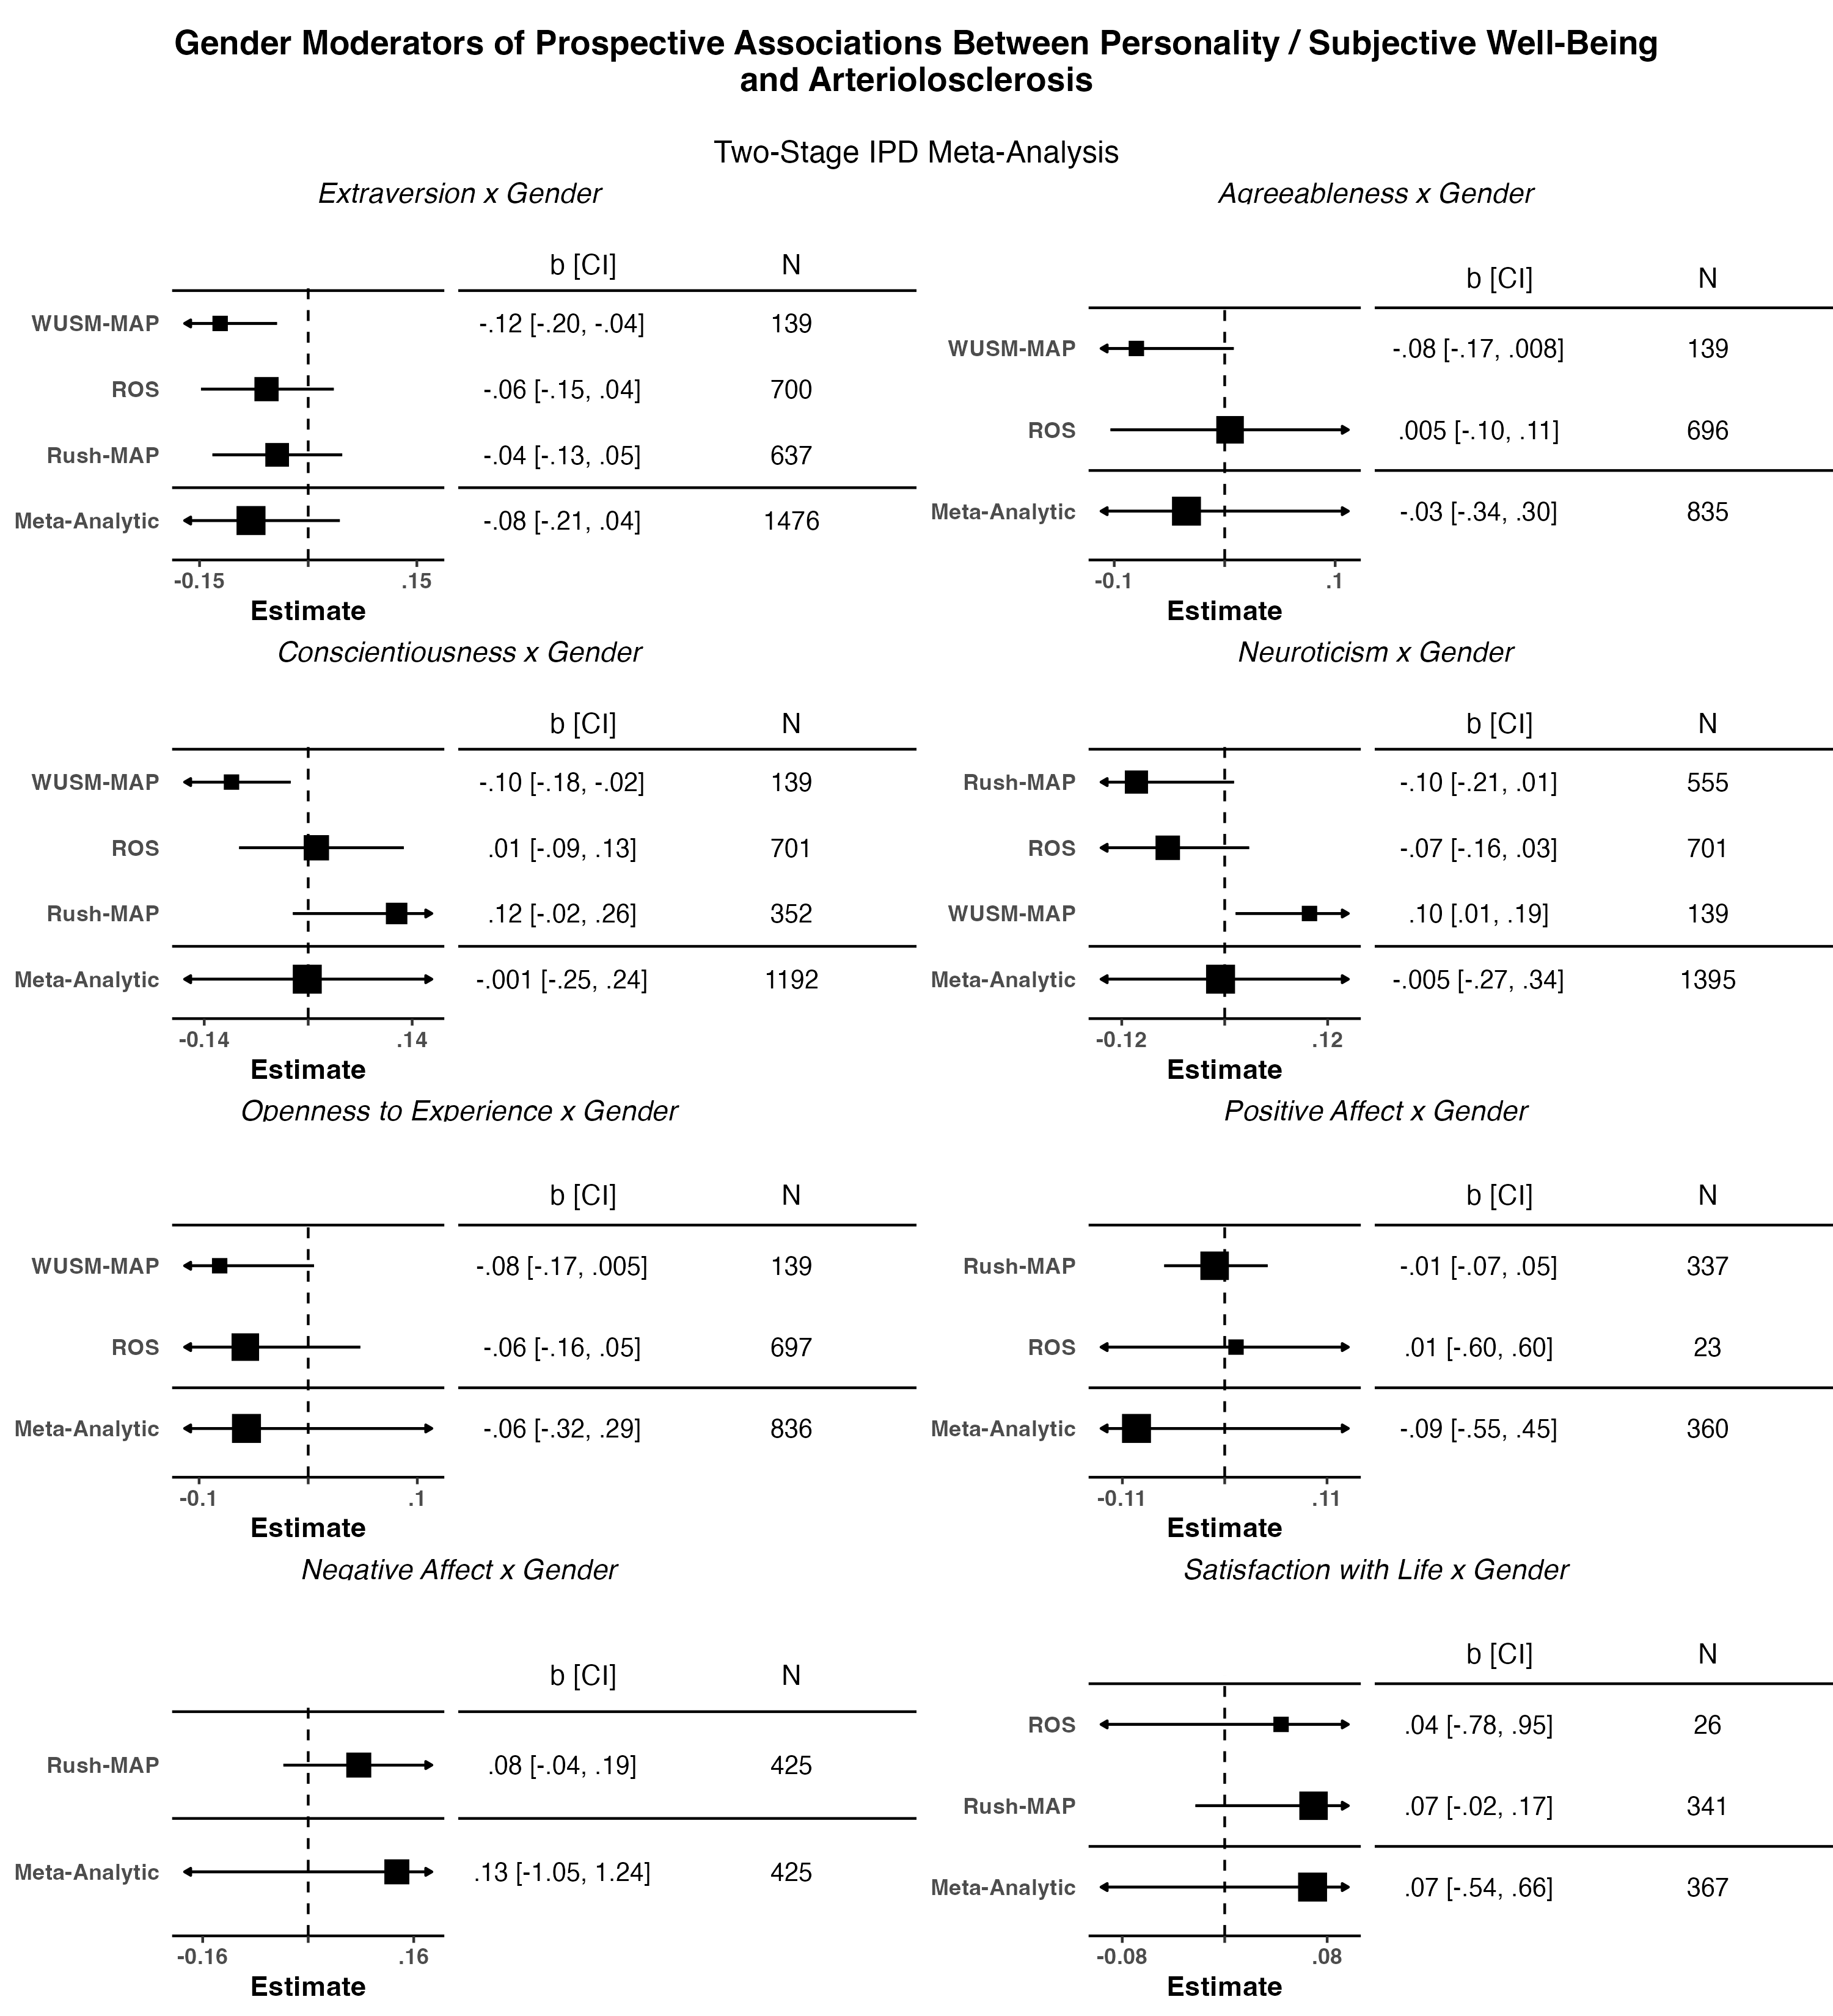 Gender Moderators of Prospective Associations Between Personality / Subjective Well-Being
and Arteriolosclerosis
Two-Stage IPD Meta-Analysis
Extraversion x Gender
b [CI] N
WUSM-MAP -.12 [-.20, -.04] 139
ROS -.06 [-.15, .04] 700
Rush-MAP -.04 [-.13, .05] 637
Meta-Analytic -.08 [-.21, .04] 1476
-0.15 .15
Estimate
Agreeableness x Gender
b [CI] N
WUSM-MAP -.08 [-.17, .008] 139
ROS .005 [-.10, .11] 696
Meta-Analytic -.03 [-.34, .30] 835
-0.1 .1
Estimate
Conscientiousness x Gender
b [CI] N
WUSM-MAP -.10 [-.18, -.02] 139
ROS .01 [-.09, .13] 701
Rush-MAP .12 [-.02, .26] 352
Meta-Analytic -.001 [-.25, .24] 1192
-0.14 .14
Estimate
Neuroticism x Gender
b [CI] N
Rush-MAP -.10 [-.21, .01] 555
ROS -.07 [-.16, .03] 701
WUSM-MAP .10 [.01, .19] 139
Meta-Analytic -.005 [-.27, .34] 1395
-0.12 .12
Estimate
Openness to Experience x Gender
b [CI] N
WUSM-MAP -.08 [-.17, .005] 139
ROS -.06 [-.16, .05] 697
Meta-Analytic -.06 [-.32, .29] 836
-0.1 .1
Estimate
Positive Affect x Gender
b [CI] N
Rush-MAP -.01 [-.07, .05] 337
ROS .01 [-.60, .60] 23
Meta-Analytic -.09 [-.55, .45] 360
-0.11 .11
Estimate
Negative Affect x Gender
b [CI] N
Rush-MAP .08 [-.04, .19] 425
Meta-Analytic .13 [-1.05, 1.24] 425
-0.16 .16
Estimate
Satisfaction with Life x Gender
b [CI] N
ROS .04 [-.78, .95] 26
Rush-MAP .07 [-.02, .17] 341
Meta-Analytic .07 [-.54, .66] 367
-0.08 .08
Estimate